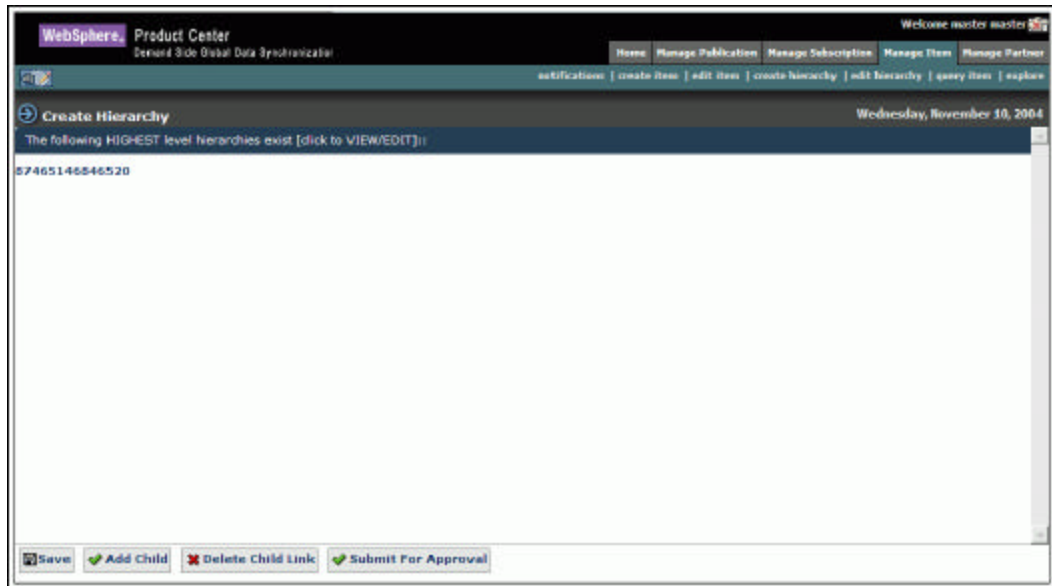 Welcome master master
WebSphere. Product Center
Demand Side Global Data Synchronization
Home Manage Publication Manage Subscription Manage Item Manage Partner
notifications | create item | edit item | create hierarchy | edit hierarchy | query item | explore
Create Hierarchy Wednesday, November 10, 2004
The following HIGHEST level hierarchies exist [click to VIEW/EDIT]::
87465146846520
Save Add Child Delete Child Link Submit For Approval